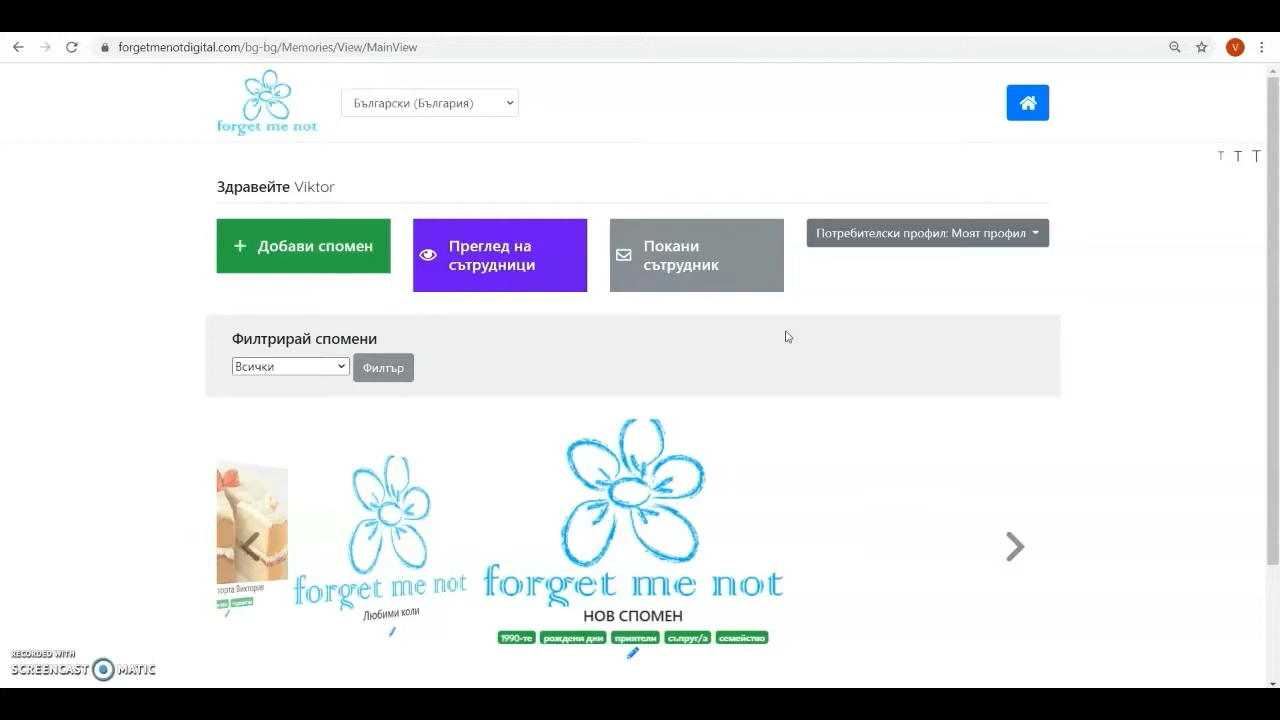 forgetmenotdigital.com/bg-bg/Memories/View/MainView
V
forget me not
Български (България)
T T T
Здравейте Viktor
Добави спомен
Преглед на
сътрудници
Покани
сътрудник
Потребителски профил: Моят профил
Филтрирай спомени
Всички
Филтър
forget me not
forget me not
торта Виктория
Любими коли
НОВ СПОМЕН
1990-те рождени дни приятели съпруг/а семейство
RECORDED WITH
SCREENCAST MATIC